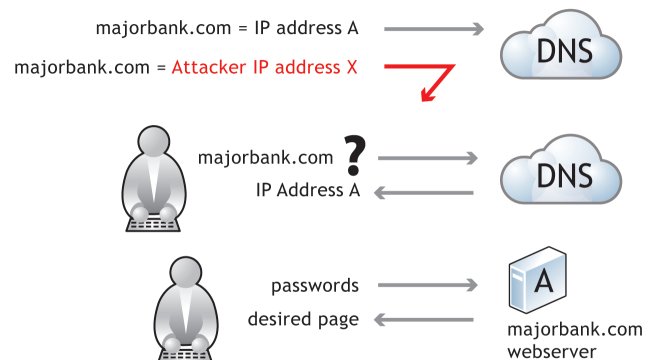 majorbank.com = IP address A
DNS
majorbank.com = Attacker IP address X
majorbank.com ?
DNS
IP Address A
passwords
A
desired page
majorbank.com
webserver